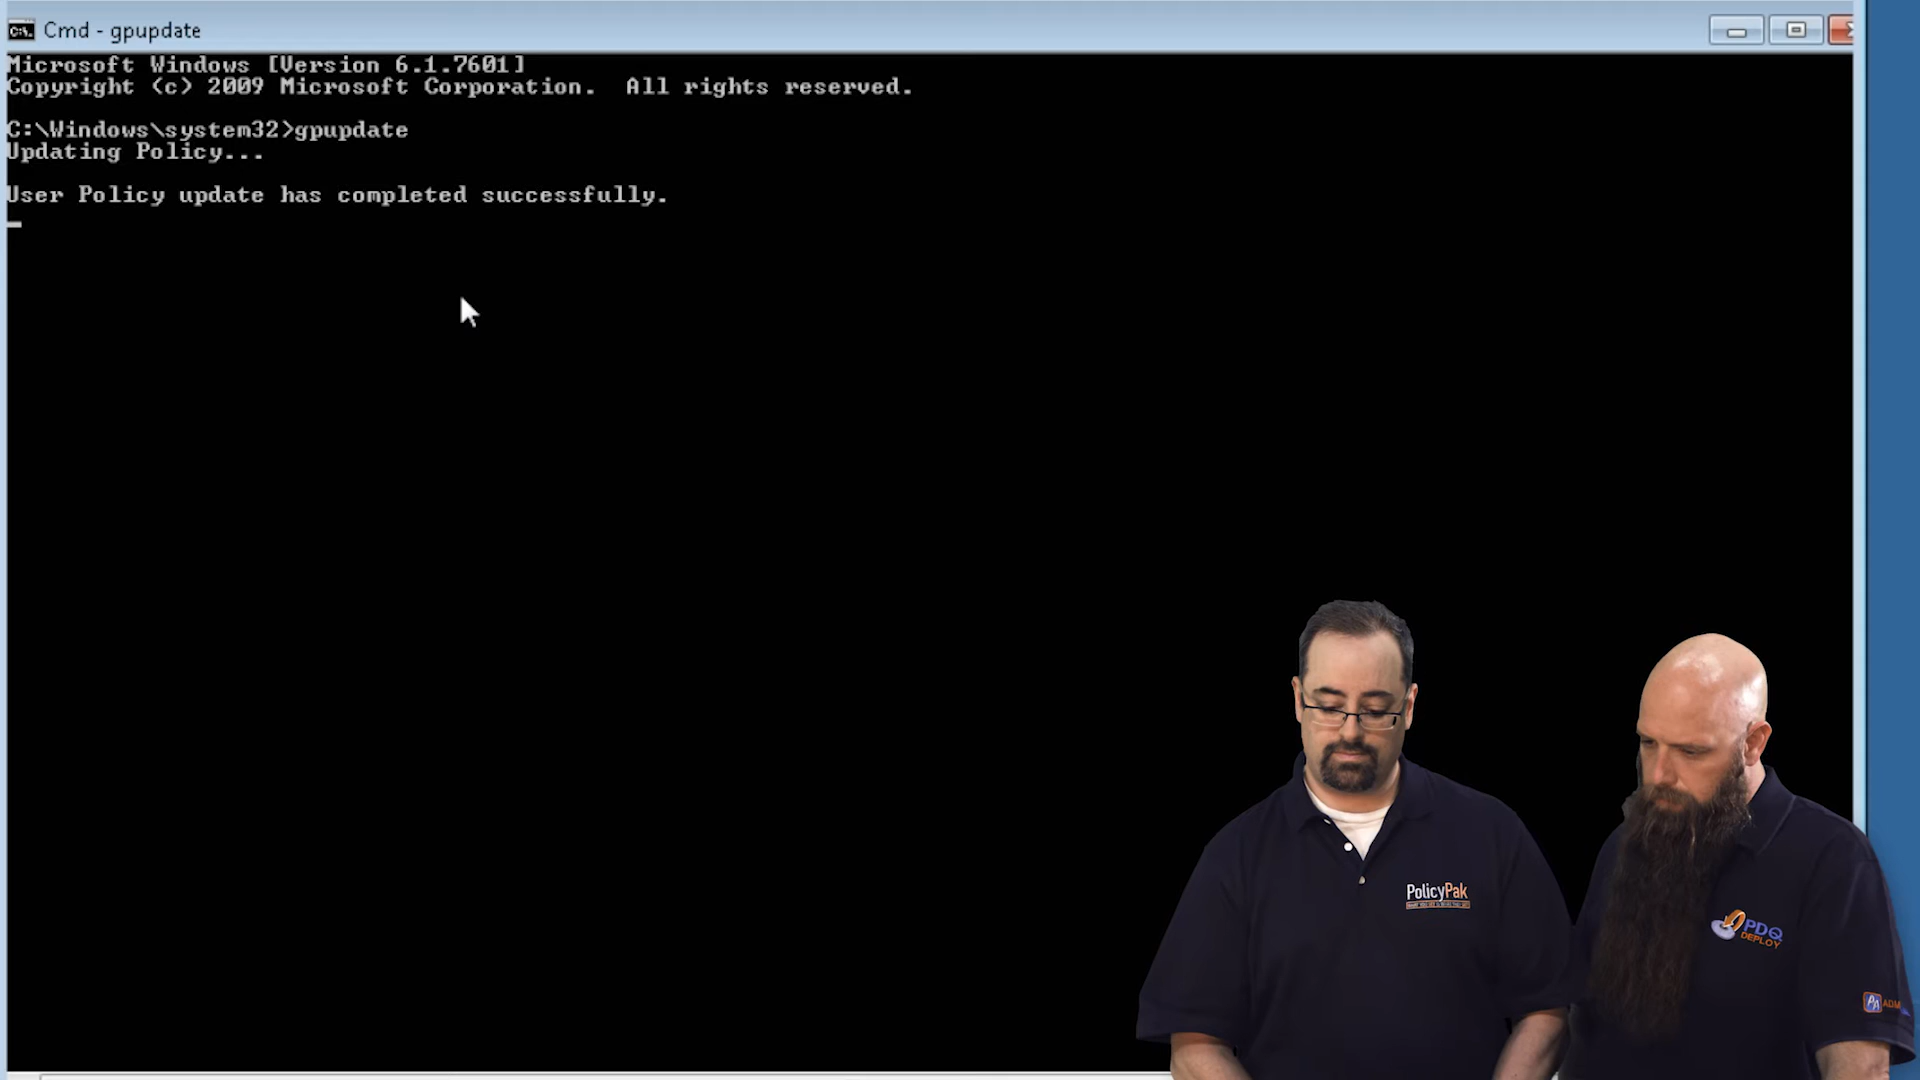 Cmd - gpupdate
Microsoft Windows [Version 6.1.7601]
Copyright (c) 2009 Microsoft Corporation.  All rights reserved.
C:\Windows\system32>gpupdate
Updating Policy...
User Policy update has completed successfully.
PolicyPak
PDQ
DEPLOY
ADM